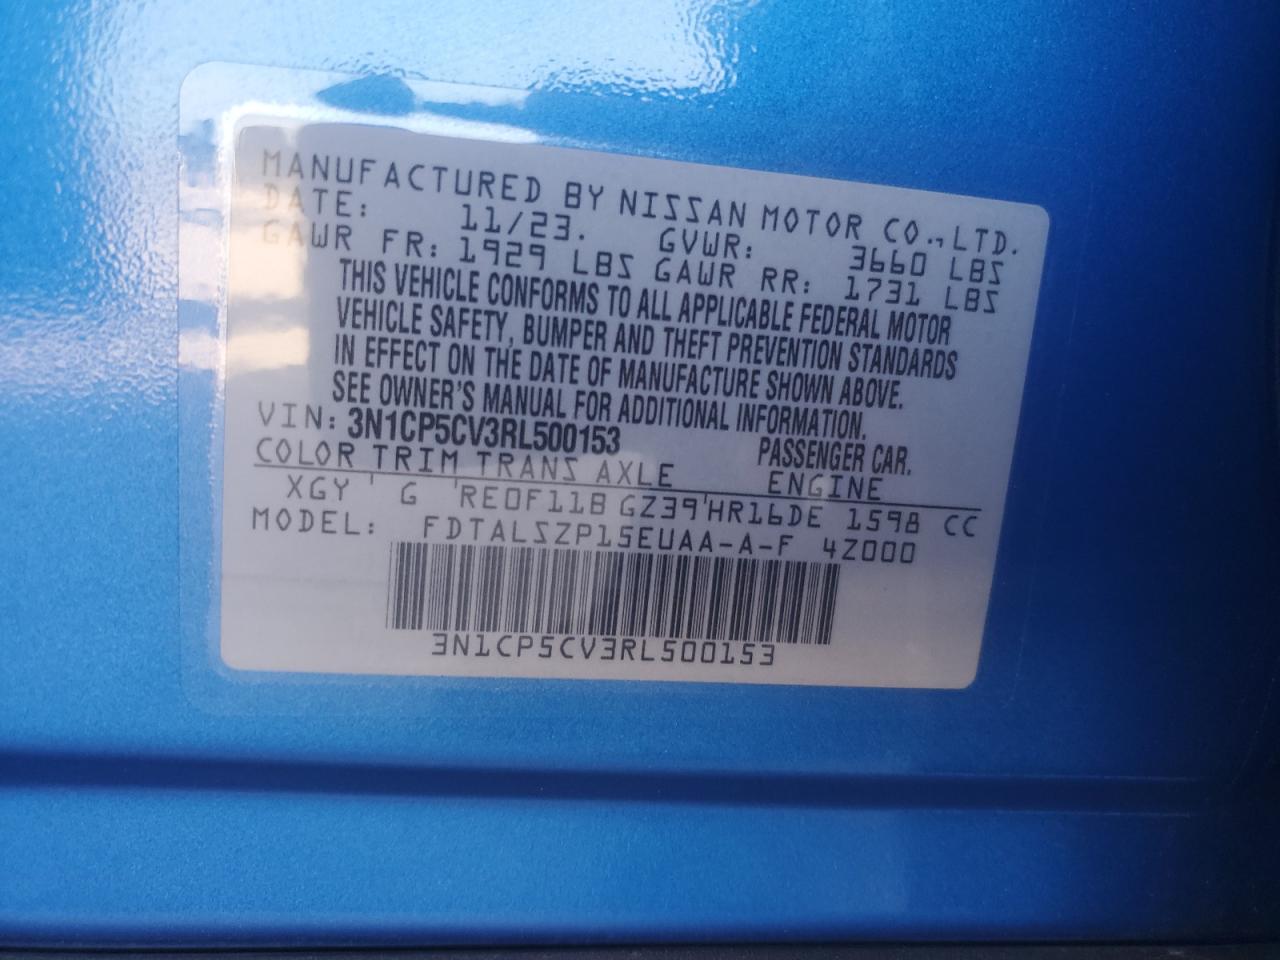 MANUFACTURED BY NISSAN MOTOR CO.,LTD.
DATE: 11/23. GVWR: 3660 LBS
GAWR FR: 1929 LBS GAWR RR: 1731 LBS
THIS VEHICLE CONFORMS TO ALL APPLICABLE FEDERAL MOTOR
VEHICLE SAFETY, BUMPER AND THEFT PREVENTION STANDARDS
IN EFFECT ON THE DATE OF MANUFACTURE SHOWN ABOVE.
SEE OWNER'S MANUAL FOR ADDITIONAL INFORMATION.
VIN: 3N1CP5CV3RL500153 PASSENGER CAR.
COLOR TRIM TRANS AXLE ENGINE
XGY ' G 'RE0F11B GZ39'HR16DE 1598 CC
MODEL: FDTALSZP15EUAA-A-F 4Z000
3N1CP5CV3RL500153